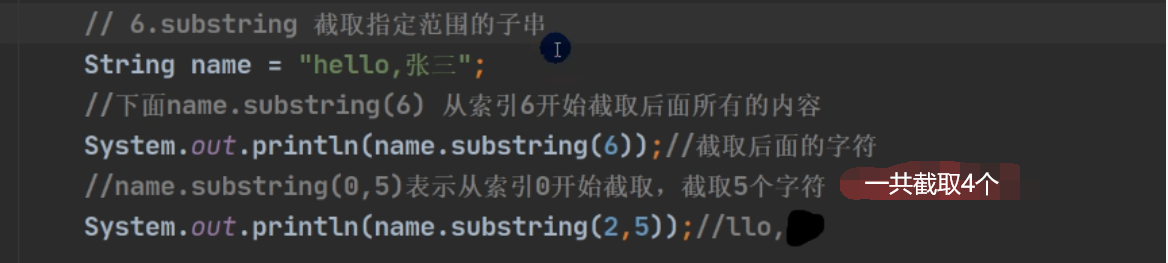 // 6.substring 截取指定范围的子串
String name = "hello,张三";
//下面name.substring(6) 从索引6开始截取后面所有的内容
System.out.println(name.substring(6));//截取后面的字符
//name.substring(0,5)表示从索引0开始截取，截取5个字符 一共截取4个
System.out.println(name.substring(2,5));//llo,